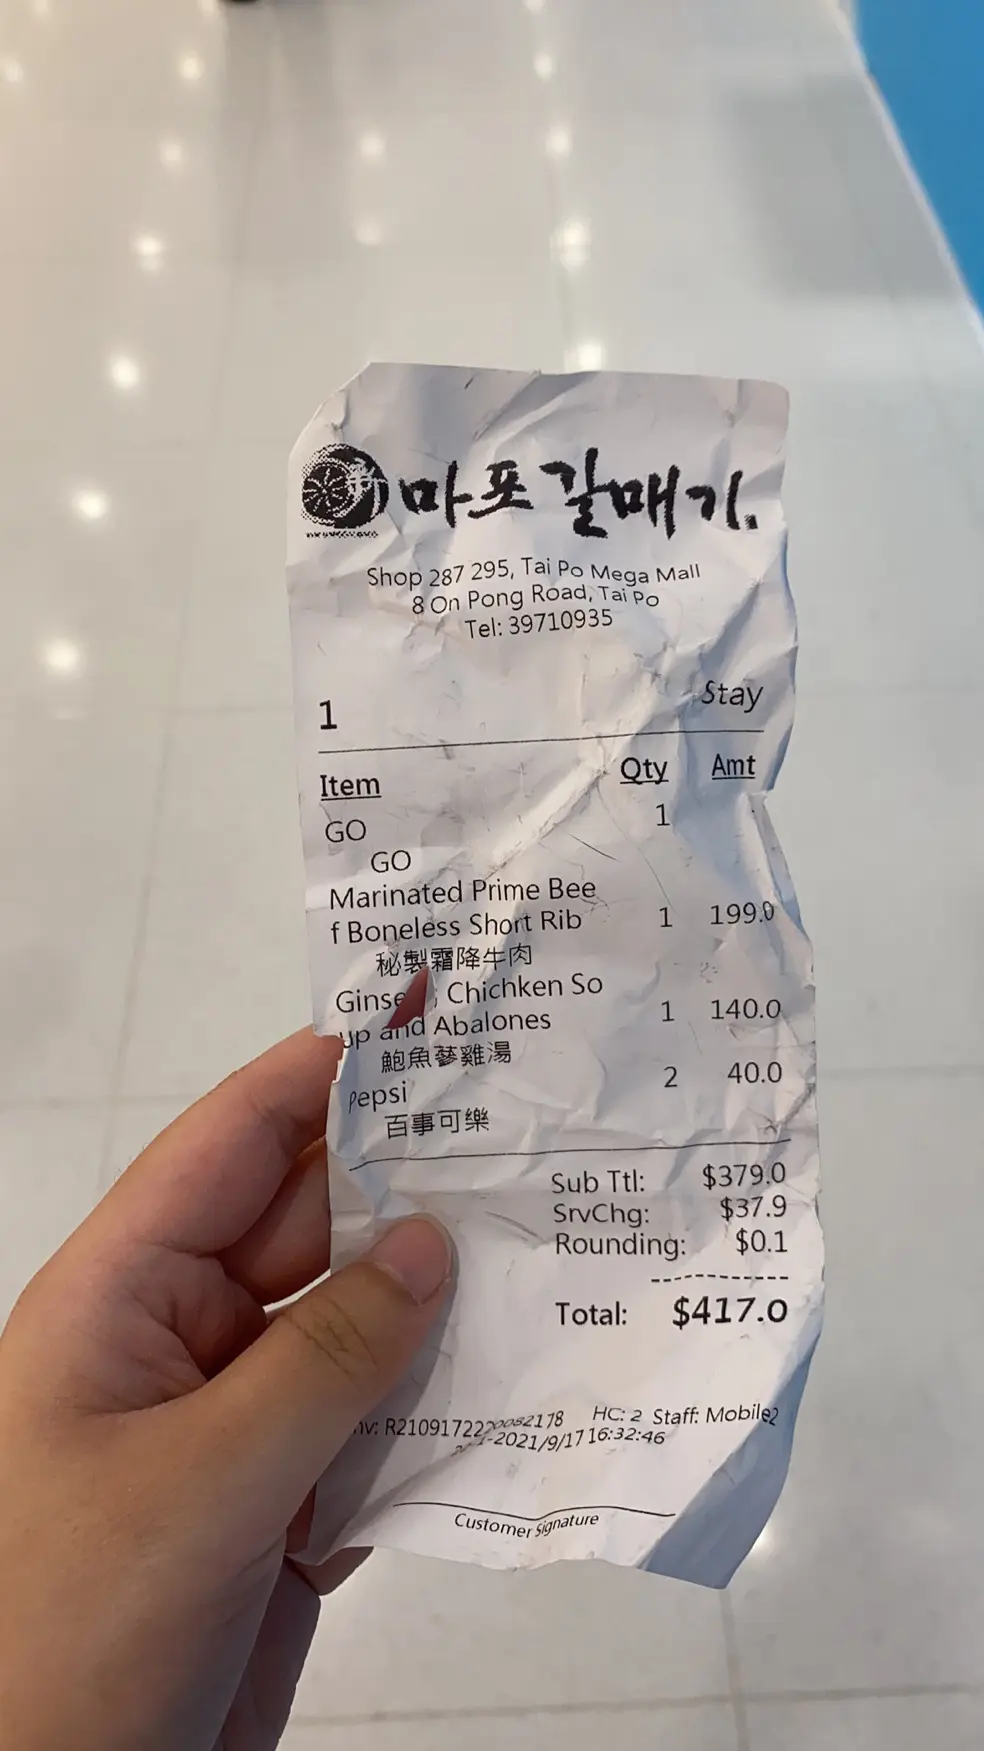 마포갈매기.
Shop 287 295, Tai Po Mega Mall
8 On Pong Road, Tai Po
Tel: 39710935
1 Stay
Item Qty Amt
GO 1
GO
Marinated Prime Bee
f Boneless Short Rib 1 199.0
秘製霜降牛肉
Chichken So
up and Abalones 1 140.0
鮑魚蔘雞湯
Pepsi 2 40.0
百事可樂
Sub Ttl: $379.0
SrvChg: $37.9
Rounding: $0.1
Total: $417.0
HC: 2 Staff: Mobile2
-2021/9/17 16:32:46
Customer Signature